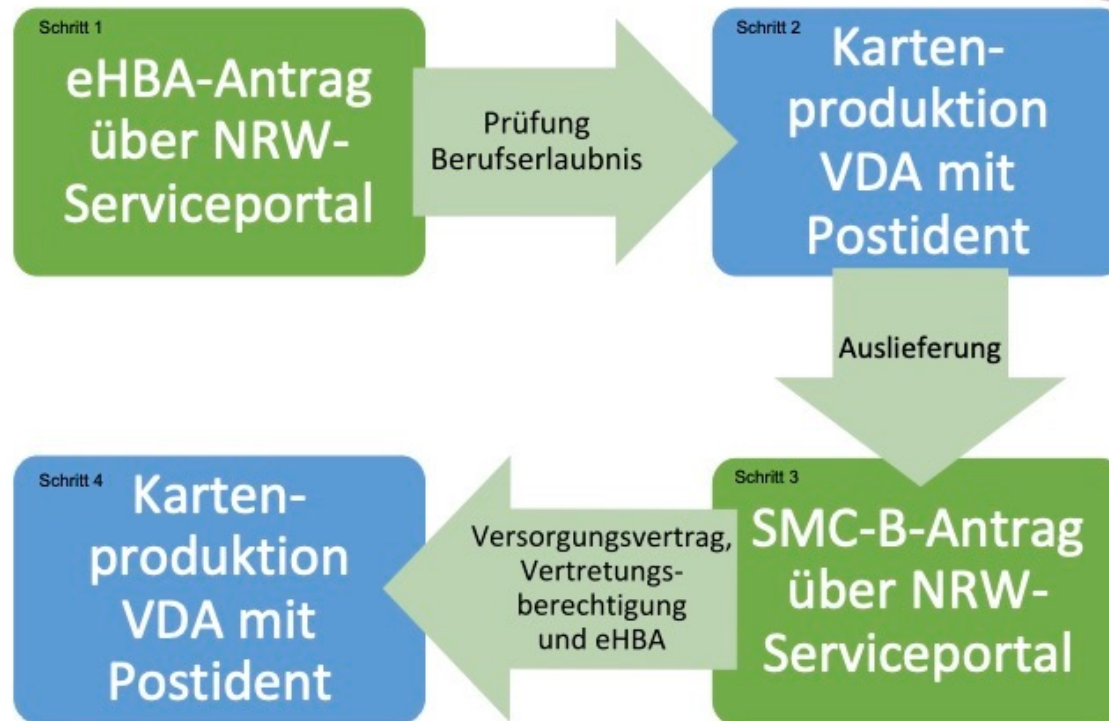 Schritt 1
eHBA-Antrag
über NRW-
Serviceportal
Prüfung
Berufserlaubnis
Schritt 2
Karten-
produktion
VDA mit
Postident
Auslieferung
Schritt 3
SMC-B-Antrag
über NRW-
Serviceportal
Versorgungsvertrag,
Vertretungs-
berechtigung
und eHBA
Schritt 4
Karten-
produktion
VDA mit
Postident